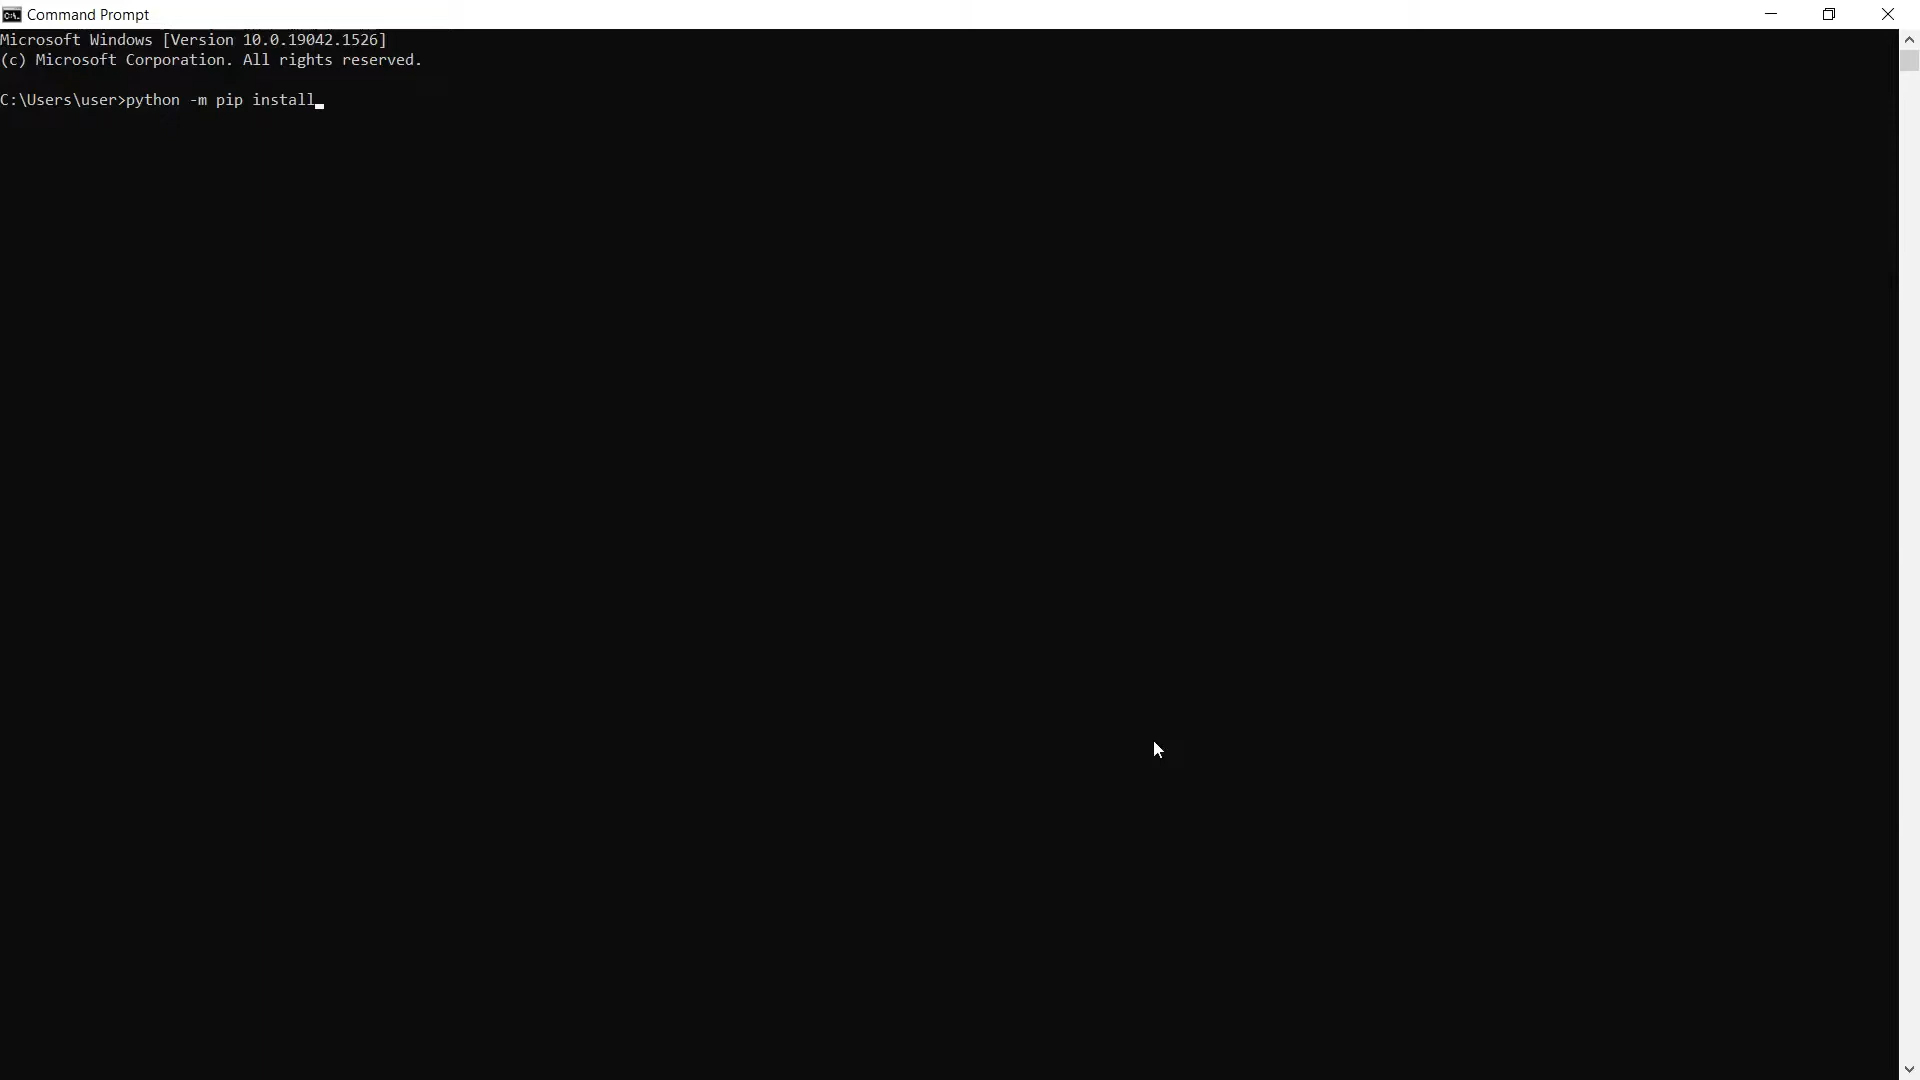 Command Prompt
Microsoft Windows [Version 10.0.19042.1526]
(c) Microsoft Corporation. All rights reserved.
C:\Users\user>python -m pip install